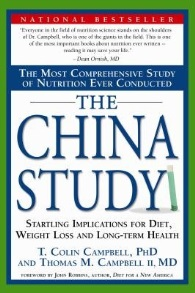 NATIONAL BESTSELLER
"Everyone in the field of nutrition science stands on the shoulders
of Dr. Campbell, who is one of the giants in the field. This is one
of the most important books about nutrition ever written –
reading it may save your life."
– Dean Ornish, MD
THE MOST COMPREHENSIVE STUDY
OF NUTRITION EVER CONDUCTED
THE
CHINA
STUDY
STARTLING IMPLICATIONS FOR DIET,
WEIGHT LOSS AND LONG-TERM HEALTH
T. COLIN CAMPBELL, PHD
AND THOMAS M. CAMPBELL II, MD
FOREWORD BY JOHN ROBBINS, AUTHOR, DIET FOR A NEW AMERICA